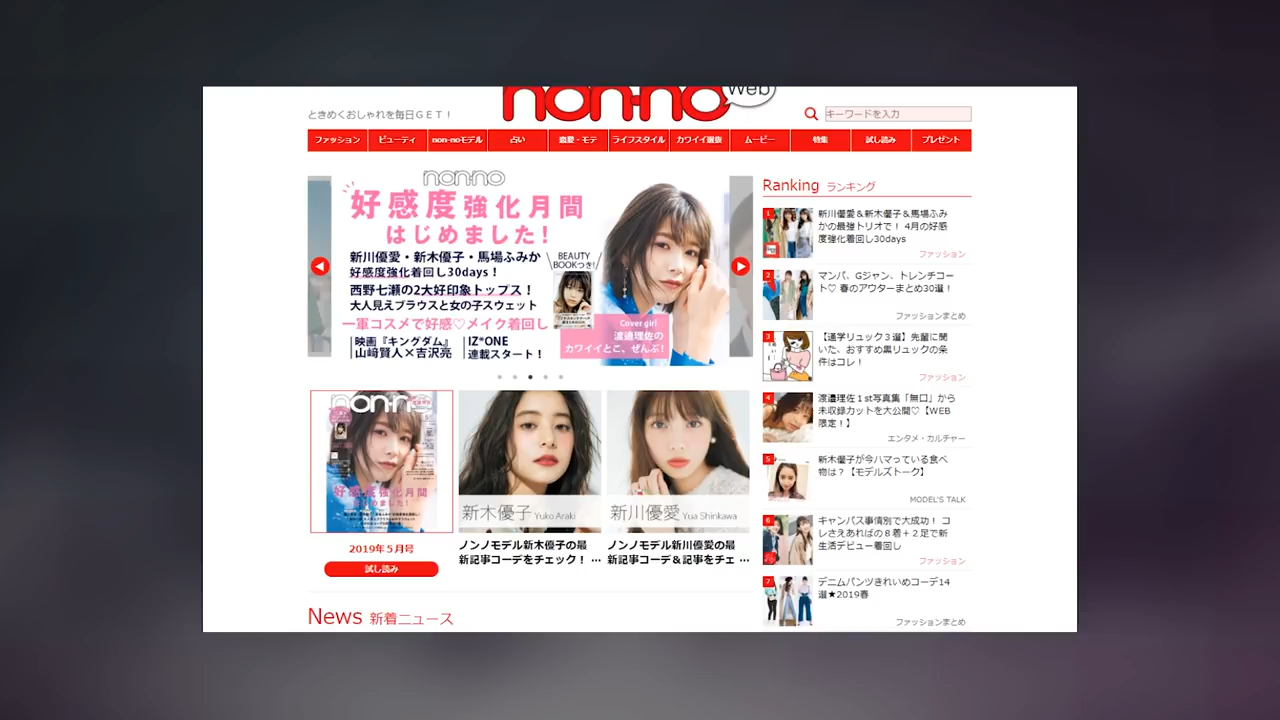 non-no Web
ときめくおしゃれを毎日ＧＥＴ！
キーワードを入力
ファッション
ビューティ
non-noモデル
占い
恋愛・モテ
ライフスタイル
カワイイ選抜
ムービー
特集
試し読み
プレゼント
non-no
好感度強化月間
はじめました！
新川優愛・新木優子・馬場ふみか
好感度強化着回し30days！
西野七瀬の2大好印象トップス！
大人見えブラウスと女の子スウェット
一軍コスメで好感♡メイク着回し
映画『キングダム』
山﨑賢人×吉沢亮
IZ*ONE
連載スタート！
BEAUTY
BOOKつき!
Cover girl
渡邉理佐の
カワイイとこ、ぜんぶ！
non-no
好感度強化月間
はじめました！
2019年５月号
試し読み
新木優子 Yuko Araki
ノンノモデル新木優子の最
新記事コーデをチェック！ …
新川優愛 Yua Shinkawa
ノンノモデル新川優愛の最
新記事コーデ＆記事をチェ …
News 新着ニュース
Ranking ランキング
1
新川優愛＆新木優子＆馬場ふみ
かの最強トリオで！ 4月の好感
度強化着回し30days
ファッション
2
マンパ、Gジャン、トレンチコー
ト♡ 春のアウターまとめ30選！
ファッションまとめ
3
【通学リュック３選】先輩に聞
いた、おすすめ黒リュックの条
件はコレ！
ファッション
4
渡邉理佐１st写真集「無口」から
未収録カットを大公開♡【WEB
限定！】
エンタメ・カルチャー
5
新木優子が今ハマっている食べ
物は？【モデルズトーク】
MODEL'S TALK
6
キャンパス事情別で大成功！ コ
レさえあればの８着＋２足で新
生活デビュー着回し
ファッション
7
デニムパンツきれいめコーデ14
選★2019春
ファッションまとめ